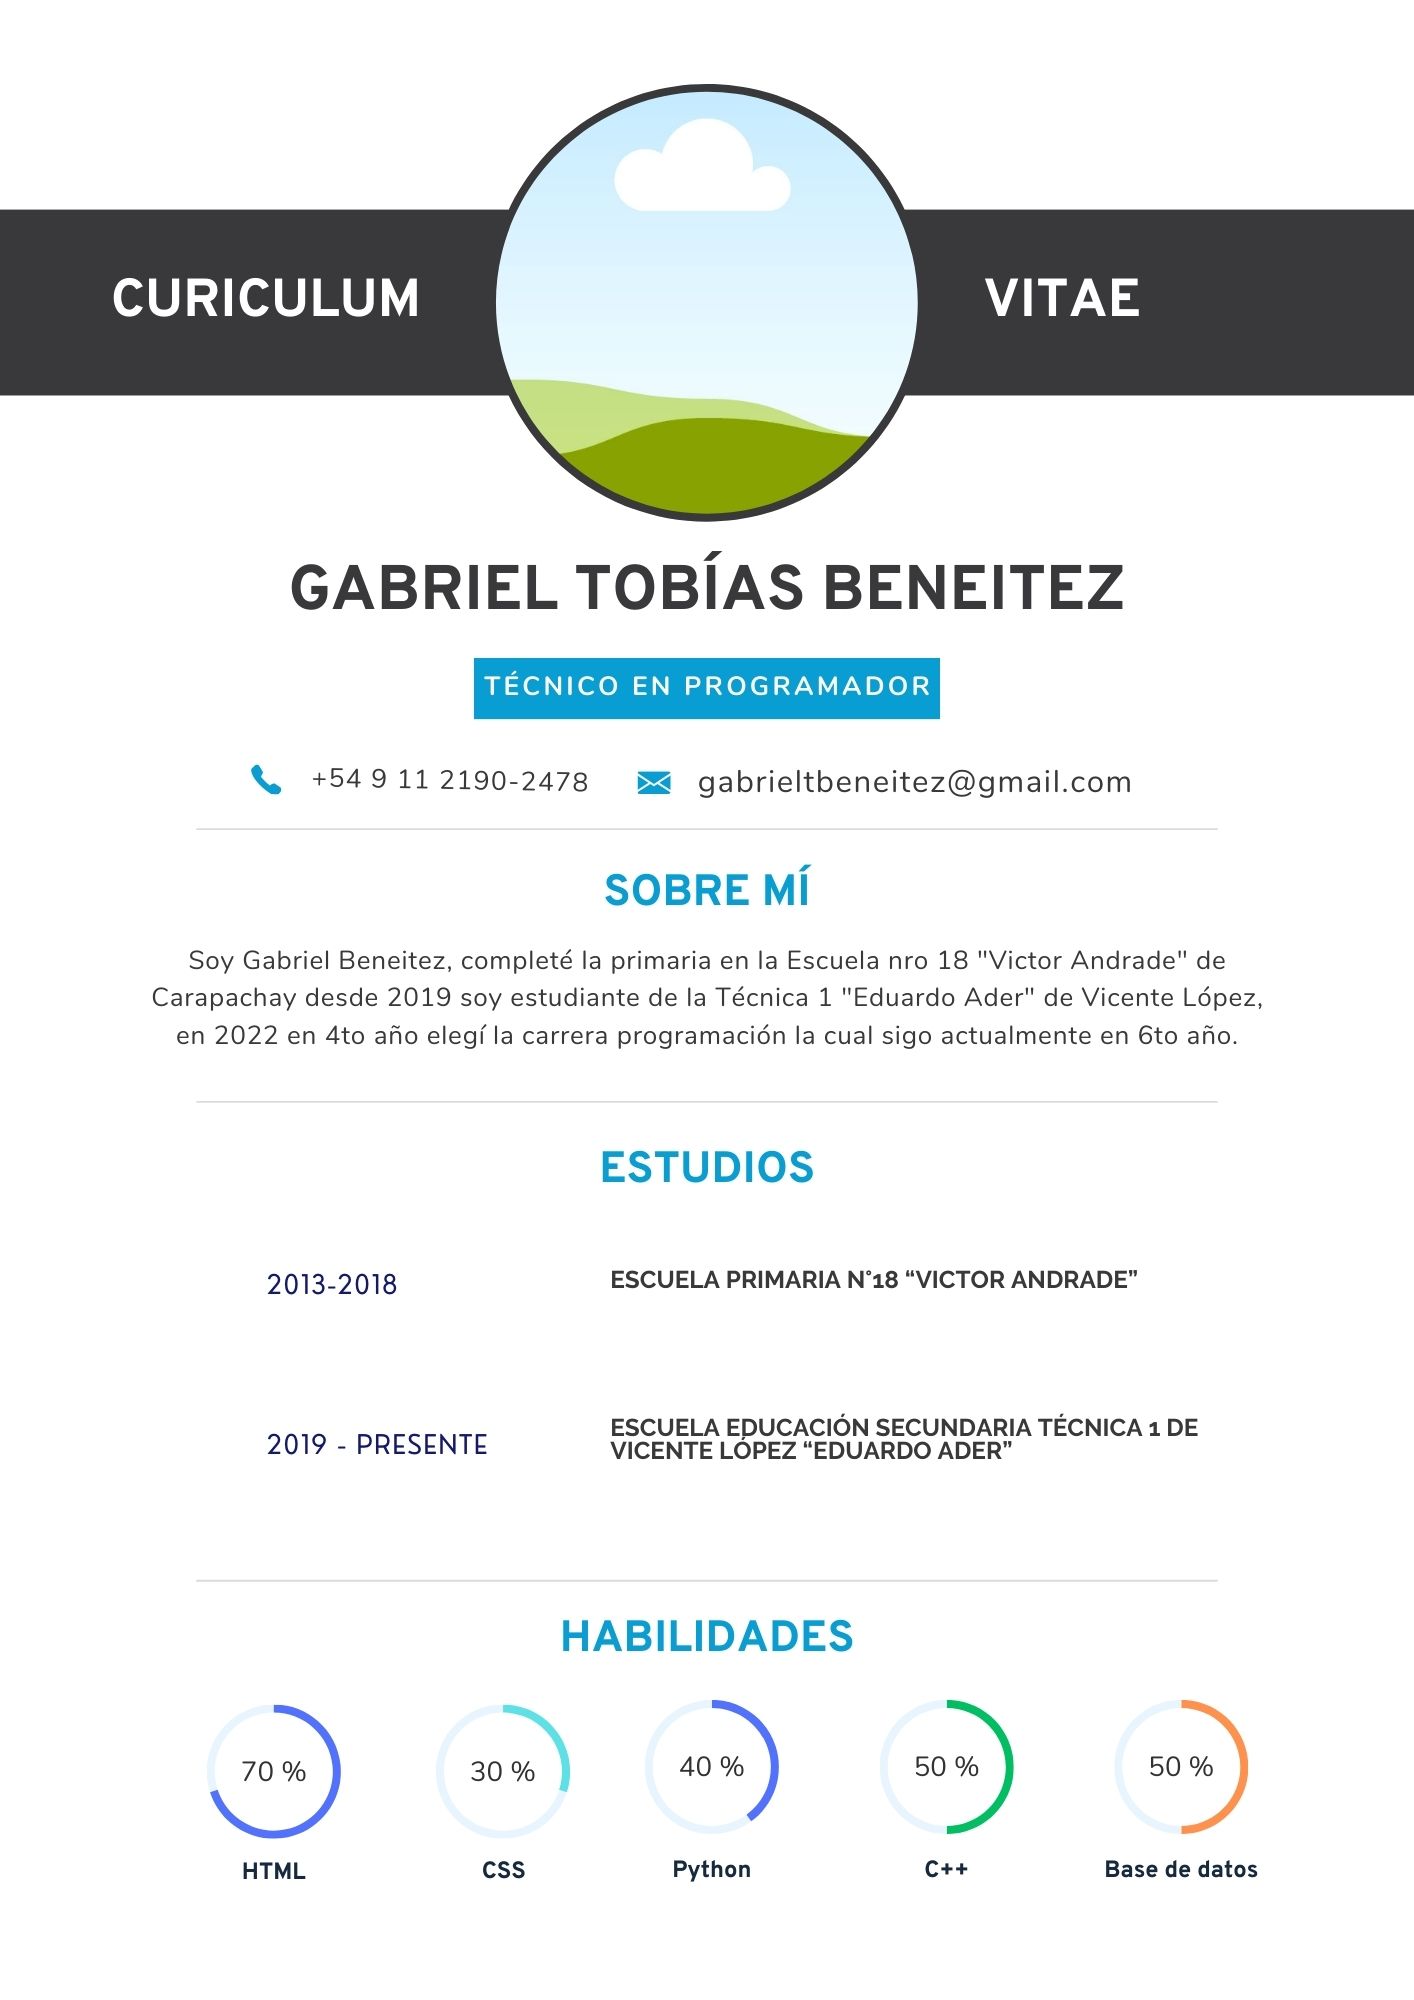 CURICULUM
VITAE
GABRIEL TOBÍAS BENEITEZ
TÉCNICO EN PROGRAMADOR
+54 9 11 2190-2478
gabrieltbeneitez@gmail.com
SOBRE MÍ
Soy Gabriel Beneitez, completé la primaria en la Escuela nro 18 "Victor Andrade" de
Carapachay desde 2019 soy estudiante de la Técnica 1 "Eduardo Ader" de Vicente López,
en 2022 en 4to año elegí la carrera programación la cual sigo actualmente en 6to año.
ESTUDIOS
2013-2018
ESCUELA PRIMARIA N°18 “VICTOR ANDRADE”
2019 - PRESENTE
ESCUELA EDUCACIÓN SECUNDARIA TÉCNICA 1 DE
VICENTE LÓPEZ “EDUARDO ADER”
HABILIDADES
70 %
HTML
30 %
CSS
40 %
Python
50 %
C++
50 %
Base de datos